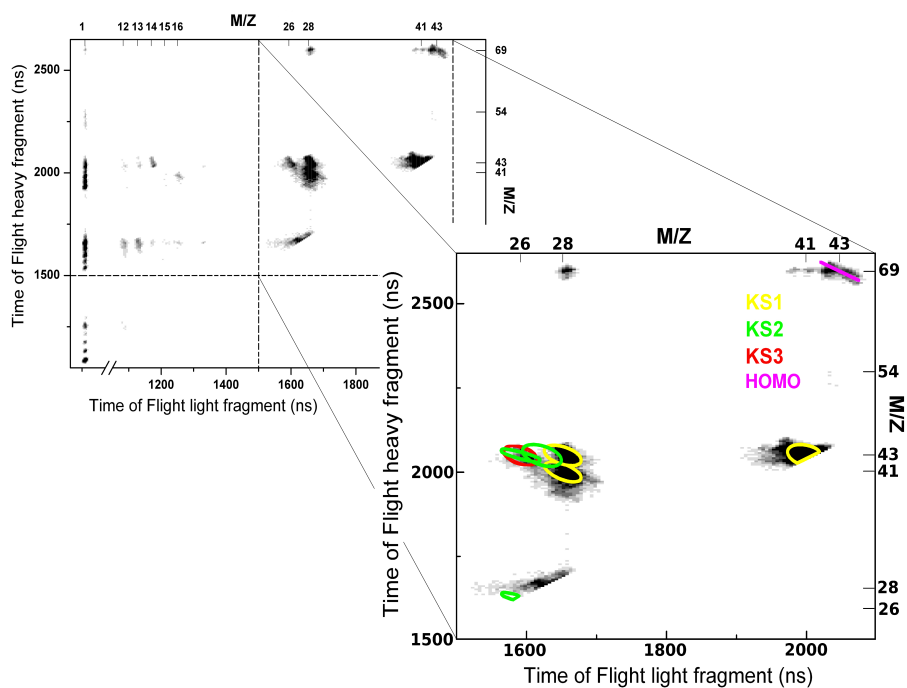 M/Z
1 12 13 14 15 16 26 28 41 43
2500
2000
1500
69
54
43
41
M/Z
Time of Flight heavy fragment (ns)
1200 1400 1600 1800
Time of Flight light fragment (ns)
M/Z
26 28 41 43
2500
2000
1500
69
54
43
41
28
26
M/Z
KS1
KS2
KS3
HOMO
Time of Flight heavy fragment (ns)
1600 1800 2000
Time of Flight light fragment (ns)